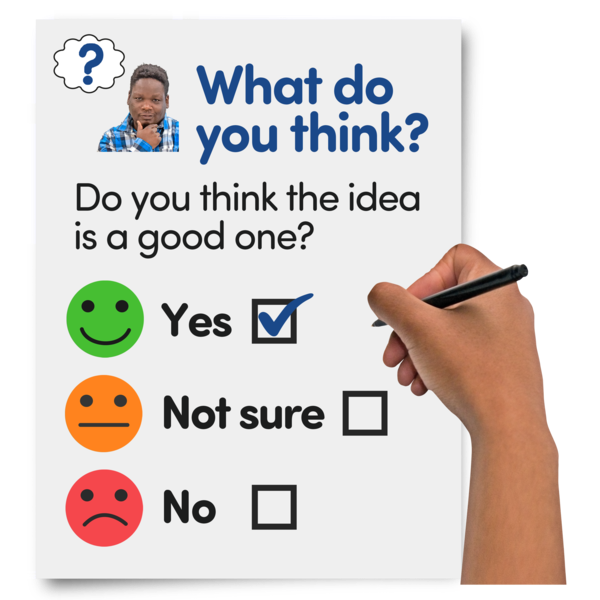 ?
What do
you think?
Do you think the idea
is a good one?
Yes
Not sure
No